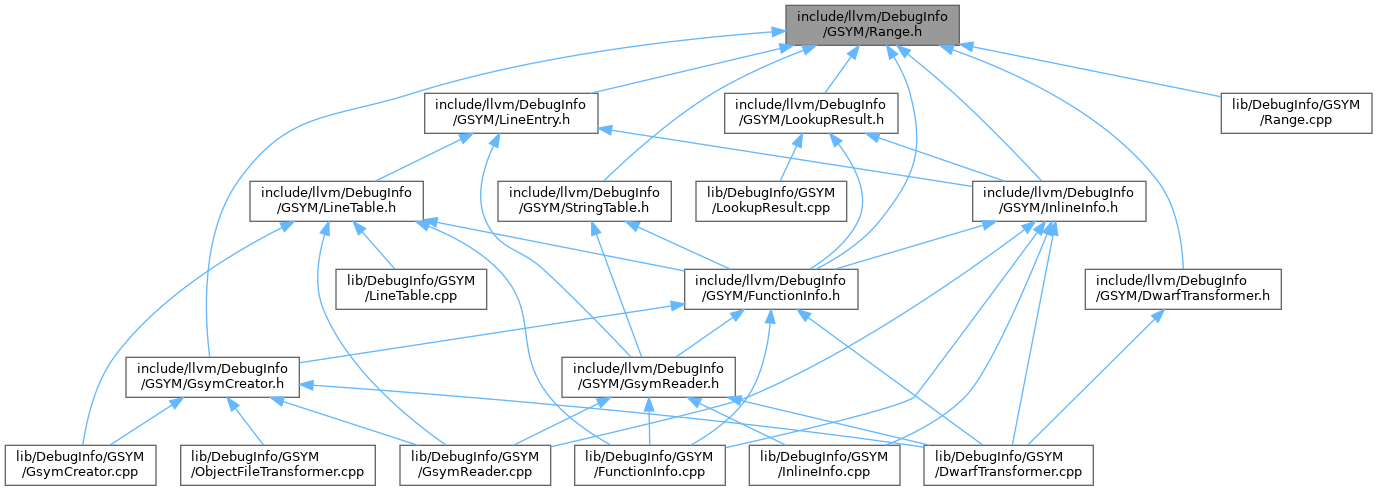 include/llvm/DebugInfo
/GSYM/Range.h
include/llvm/DebugInfo
/GSYM/LineEntry.h
include/llvm/DebugInfo
/GSYM/LookupResult.h
lib/DebugInfo/GSYM
/Range.cpp
include/llvm/DebugInfo
/GSYM/LineTable.h
include/llvm/DebugInfo
/GSYM/StringTable.h
lib/DebugInfo/GSYM
/LookupResult.cpp
include/llvm/DebugInfo
/GSYM/InlineInfo.h
lib/DebugInfo/GSYM
/LineTable.cpp
include/llvm/DebugInfo
/GSYM/FunctionInfo.h
include/llvm/DebugInfo
/GSYM/DwarfTransformer.h
include/llvm/DebugInfo
/GSYM/GsymCreator.h
include/llvm/DebugInfo
/GSYM/GsymReader.h
lib/DebugInfo/GSYM
/GsymCreator.cpp
lib/DebugInfo/GSYM
/ObjectFileTransformer.cpp
lib/DebugInfo/GSYM
/GsymReader.cpp
lib/DebugInfo/GSYM
/FunctionInfo.cpp
lib/DebugInfo/GSYM
/InlineInfo.cpp
lib/DebugInfo/GSYM
/DwarfTransformer.cpp